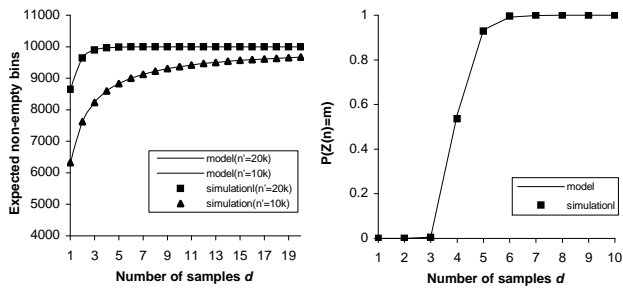 Expected non-empty bins
10000
9000
8000
7000
6000
5000
4000
model(n'=20k)
model(n'=10k)
simulationl(n'=20k)
simulation(n'=10k)
1 3 5 7 9 11 13 15 17 19
Number of samples d
P(Z(n)=m)
1
0.8
0.6
0.4
0.2
0
model
simulationl
1 2 3 4 5 6 7 8 9 10
Number of samples d